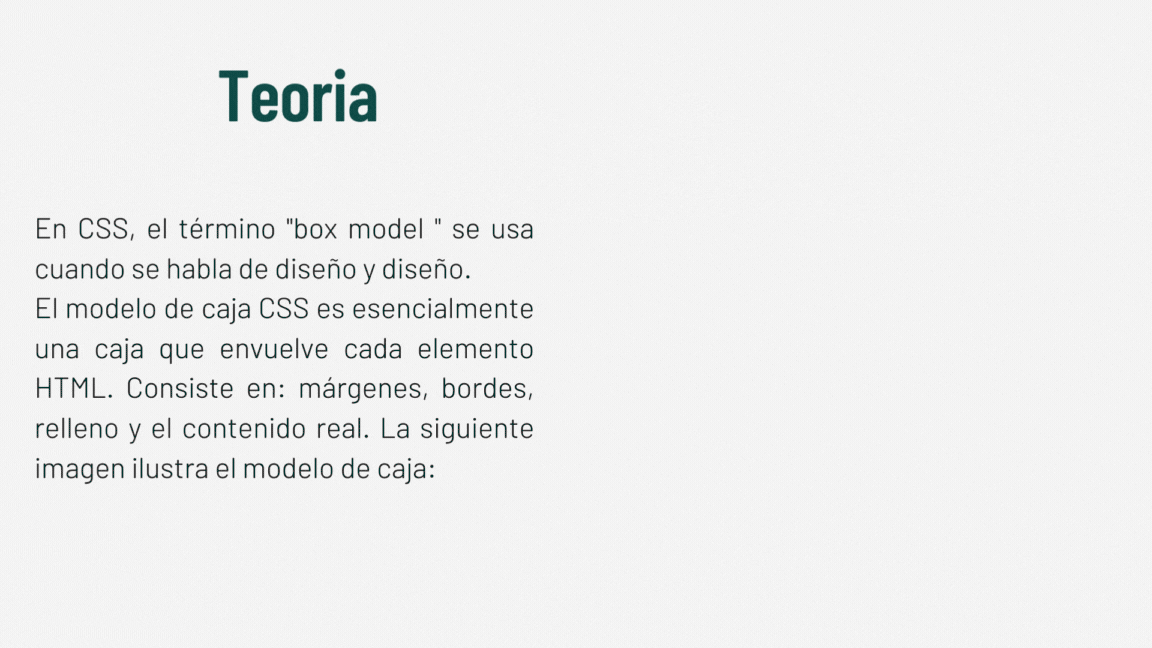 Teoria
En CSS, el término "box model " se usa
cuando se habla de diseño y diseño.
El modelo de caja CSS es esencialmente
una caja que envuelve cada elemento
HTML. Consiste en: márgenes, bordes,
relleno y el contenido real. La siguiente
imagen ilustra el modelo de caja: